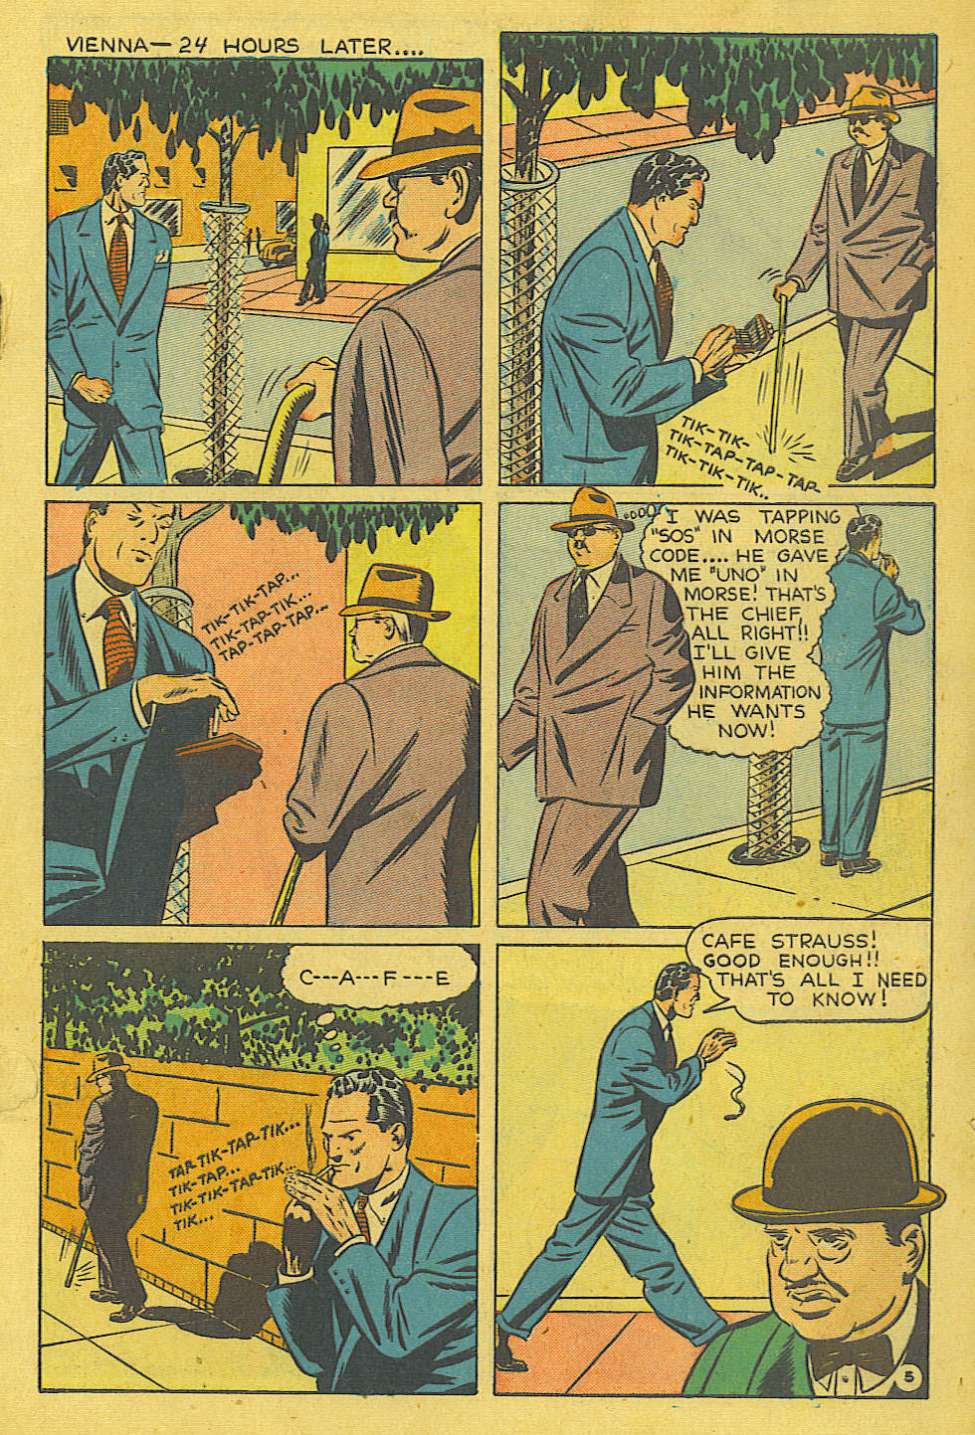 VIENNA—24 HOURS LATER....
TIK-TIK-
TIK-TAP-TAP-TAP-
TIK-TIK-TIK..
TIK-TIK-TAP...
TIK-TAP-TIK...
TAP-TAP-TAP...
I WAS TAPPING
"SOS" IN MORSE
CODE.... HE GAVE
ME "UNO" IN
MORSE! THAT'S
THE CHIEF,
ALL RIGHT!!
I'LL GIVE
HIM THE
INFORMATION
HE WANTS
NOW!
C---A---F---E
TAP-TIK-TAP-TIK...
TIK-TAP...
TIK-TIK-TAP-TIK...
TIK...
CAFE STRAUSS!
GOOD ENOUGH!!
THAT'S ALL I NEED
TO KNOW!
5